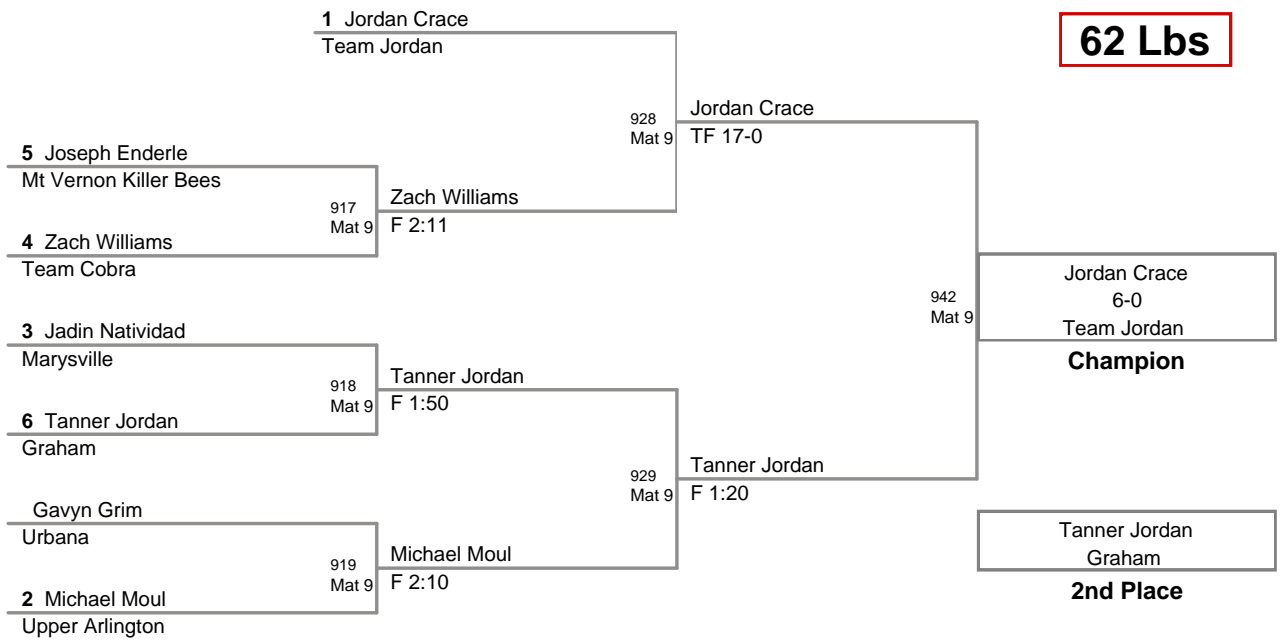 1 Jordan Crace
Team Jordan
62 Lbs
5 Joseph Enderle
Mt Vernon Killer Bees
4 Zach Williams
Team Cobra
3 Jadin Natividad
Marysville
6 Tanner Jordan
Graham
Gavyn Grim
Urbana
2 Michael Moul
Upper Arlington
917
Mat 9
Zach Williams
F 2:11
918
Mat 9
Tanner Jordan
F 1:50
919
Mat 9
Michael Moul
F 2:10
928
Mat 9
Jordan Crace
TF 17-0
929
Mat 9
Tanner Jordan
F 1:20
942
Mat 9
Jordan Crace
6-0
Team Jordan
Champion
Tanner Jordan
Graham
2nd Place